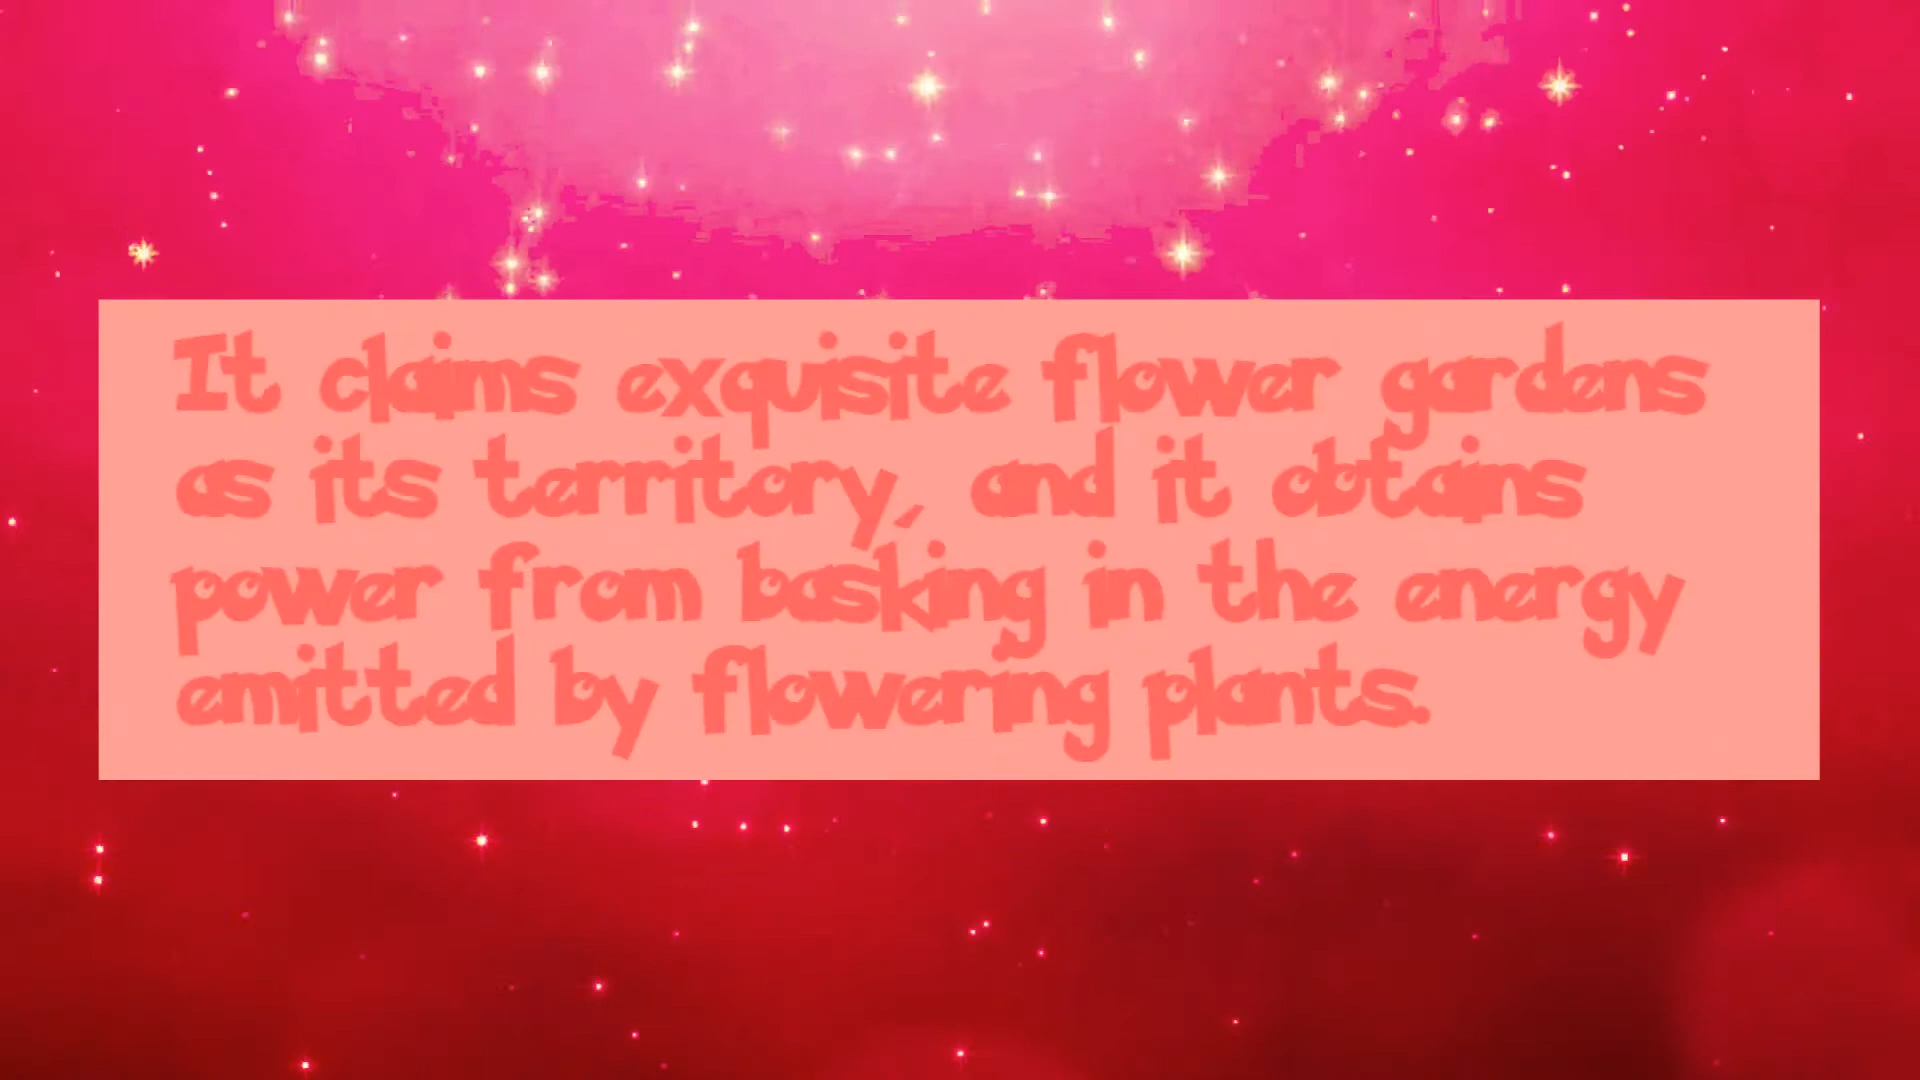 It claims exquisite flower gardens
as its territory, and it obtains
power from basking in the energy
emitted by flowering plants.